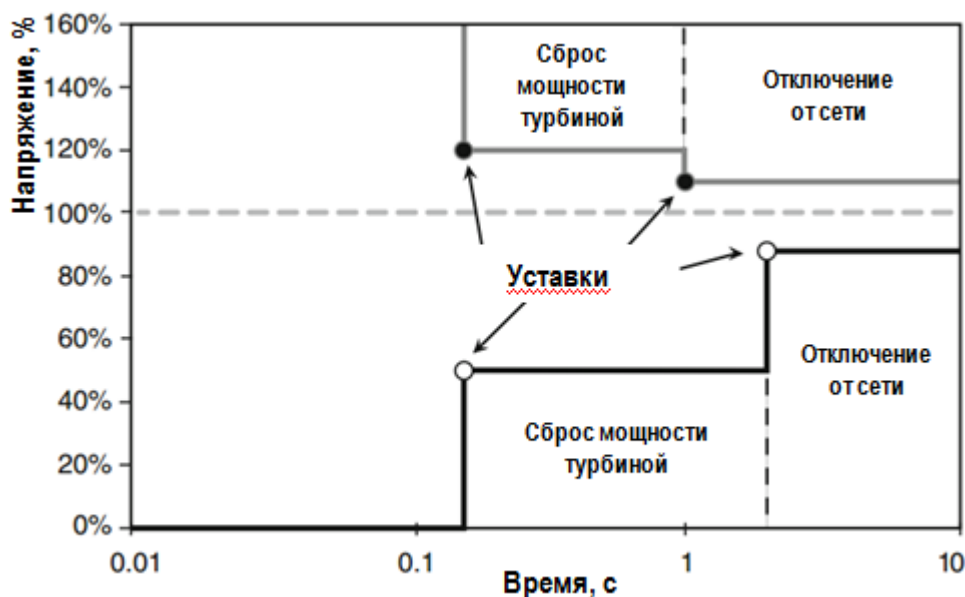 Напряжение, %
160%
140%
120%
100%
80%
60%
40%
20%
0%
Сброс
мощности
турбиной
Отключение
от сети
Уставки
Сброс мощности
турбиной
Отключение
от сети
0.01
0.1
1
10
Время, с